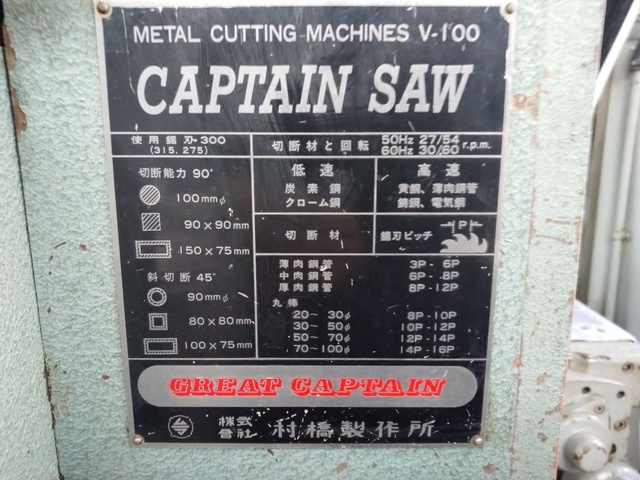 METAL CUTTING MACHINES V-100
CAPTAIN SAW
使用鋸刃·300
(315, 275)
切断材と回転 50Hz 27/54 60Hz 30/60 r.p.m.
切断能力 90°
100mmφ
90×90mm
150×75mm
斜切断 45°
90mmφ
80×80mm
100×75mm
低速
炭素鋼
クローム鋼
高速
黄銅、薄肉鋼管
鋳鋼、電気銅
切断材 鋸刃ピッチ P
薄肉鋼管 3P - 6P
中肉鋼管 6P - 8P
厚肉鋼管 8P - 12P
丸棒
20~ 30φ 8P - 10P
30~ 50φ 10P - 12P
50~ 70φ 12P - 14P
70~100φ 14P - 16P
GREAT CAPTAIN
株式会社 村橋製作所